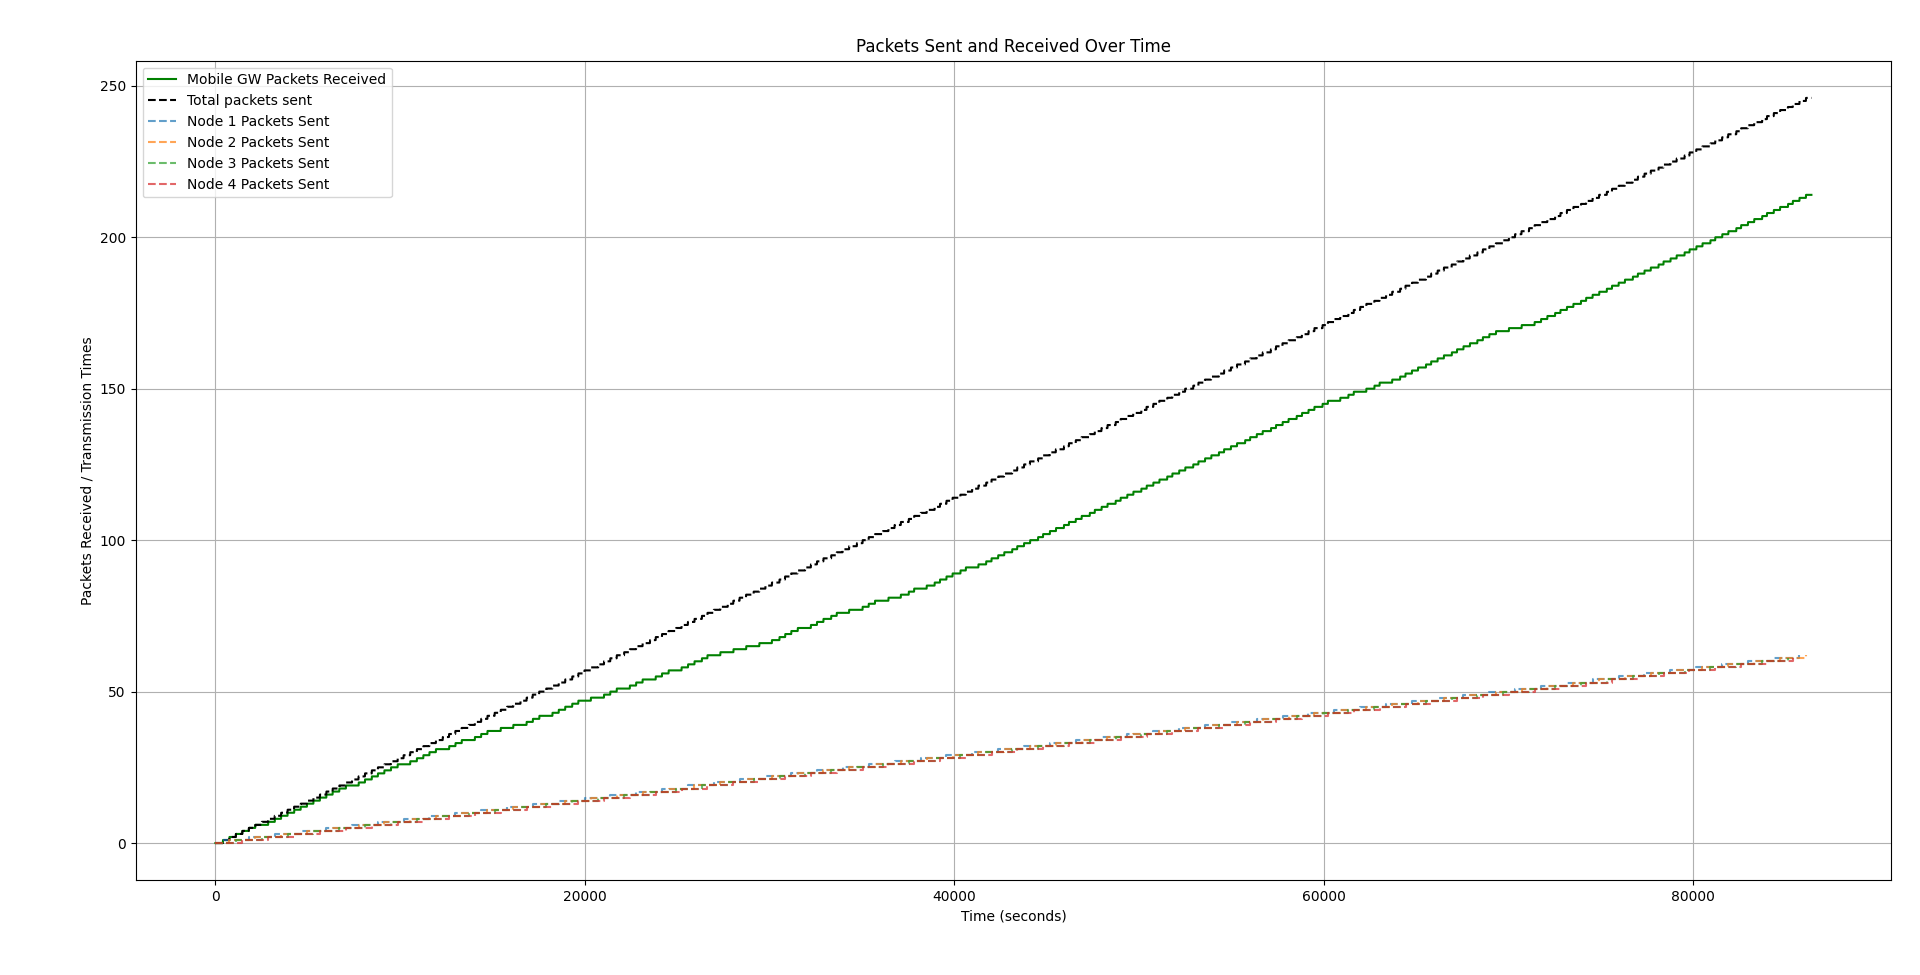 Packets Sent and Received Over Time
Mobile GW Packets Received
Total packets sent
Node 1 Packets Sent
Node 2 Packets Sent
Node 3 Packets Sent
Node 4 Packets Sent
Packets Received / Transmission Times
250
200
150
100
50
0
0 20000 40000 60000 80000
Time (seconds)